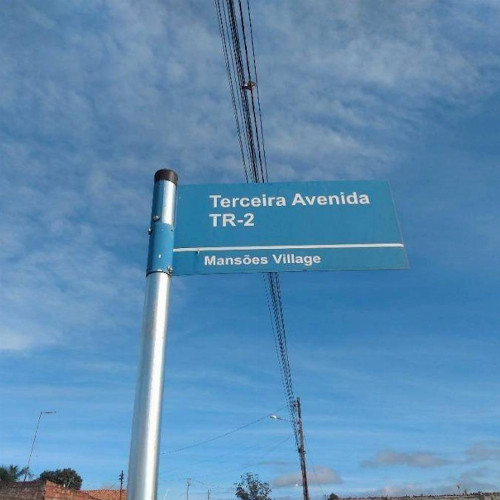 Terceira Avenida
TR-2
Mansões Village